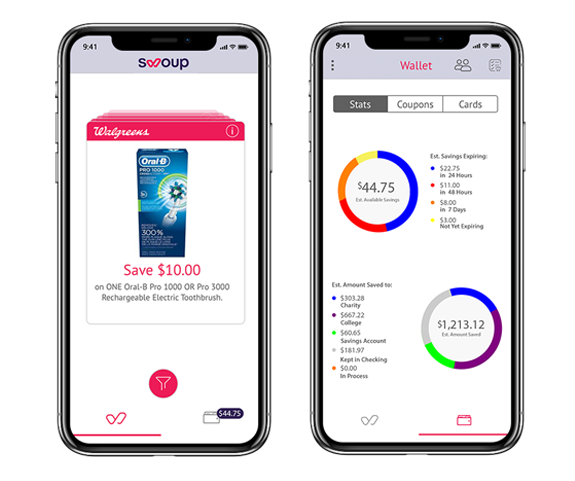 9:41
swoup
Walgreens
i
Oral-B
PRO 1000
300%
Save $10.00
on ONE Oral-B Pro 1000 OR Pro 3000
Rechargeable Electric Toothbrush.
$44.75
9:41
Wallet
Stats
Coupons
Cards
$44.75
Est. Available Savings
Est. Savings Expiring:
$22.75
in 24 Hours
$11.00
in 48 Hours
$8.00
in 7 Days
$3.00
Not Yet Expiring
Est. Amount Saved to:
$303.28
Charity
$667.22
College
$60.65
Savings Account
$181.97
Kept in Checking
$0.00
In Process
$1,213.12
Est. Amount Saved